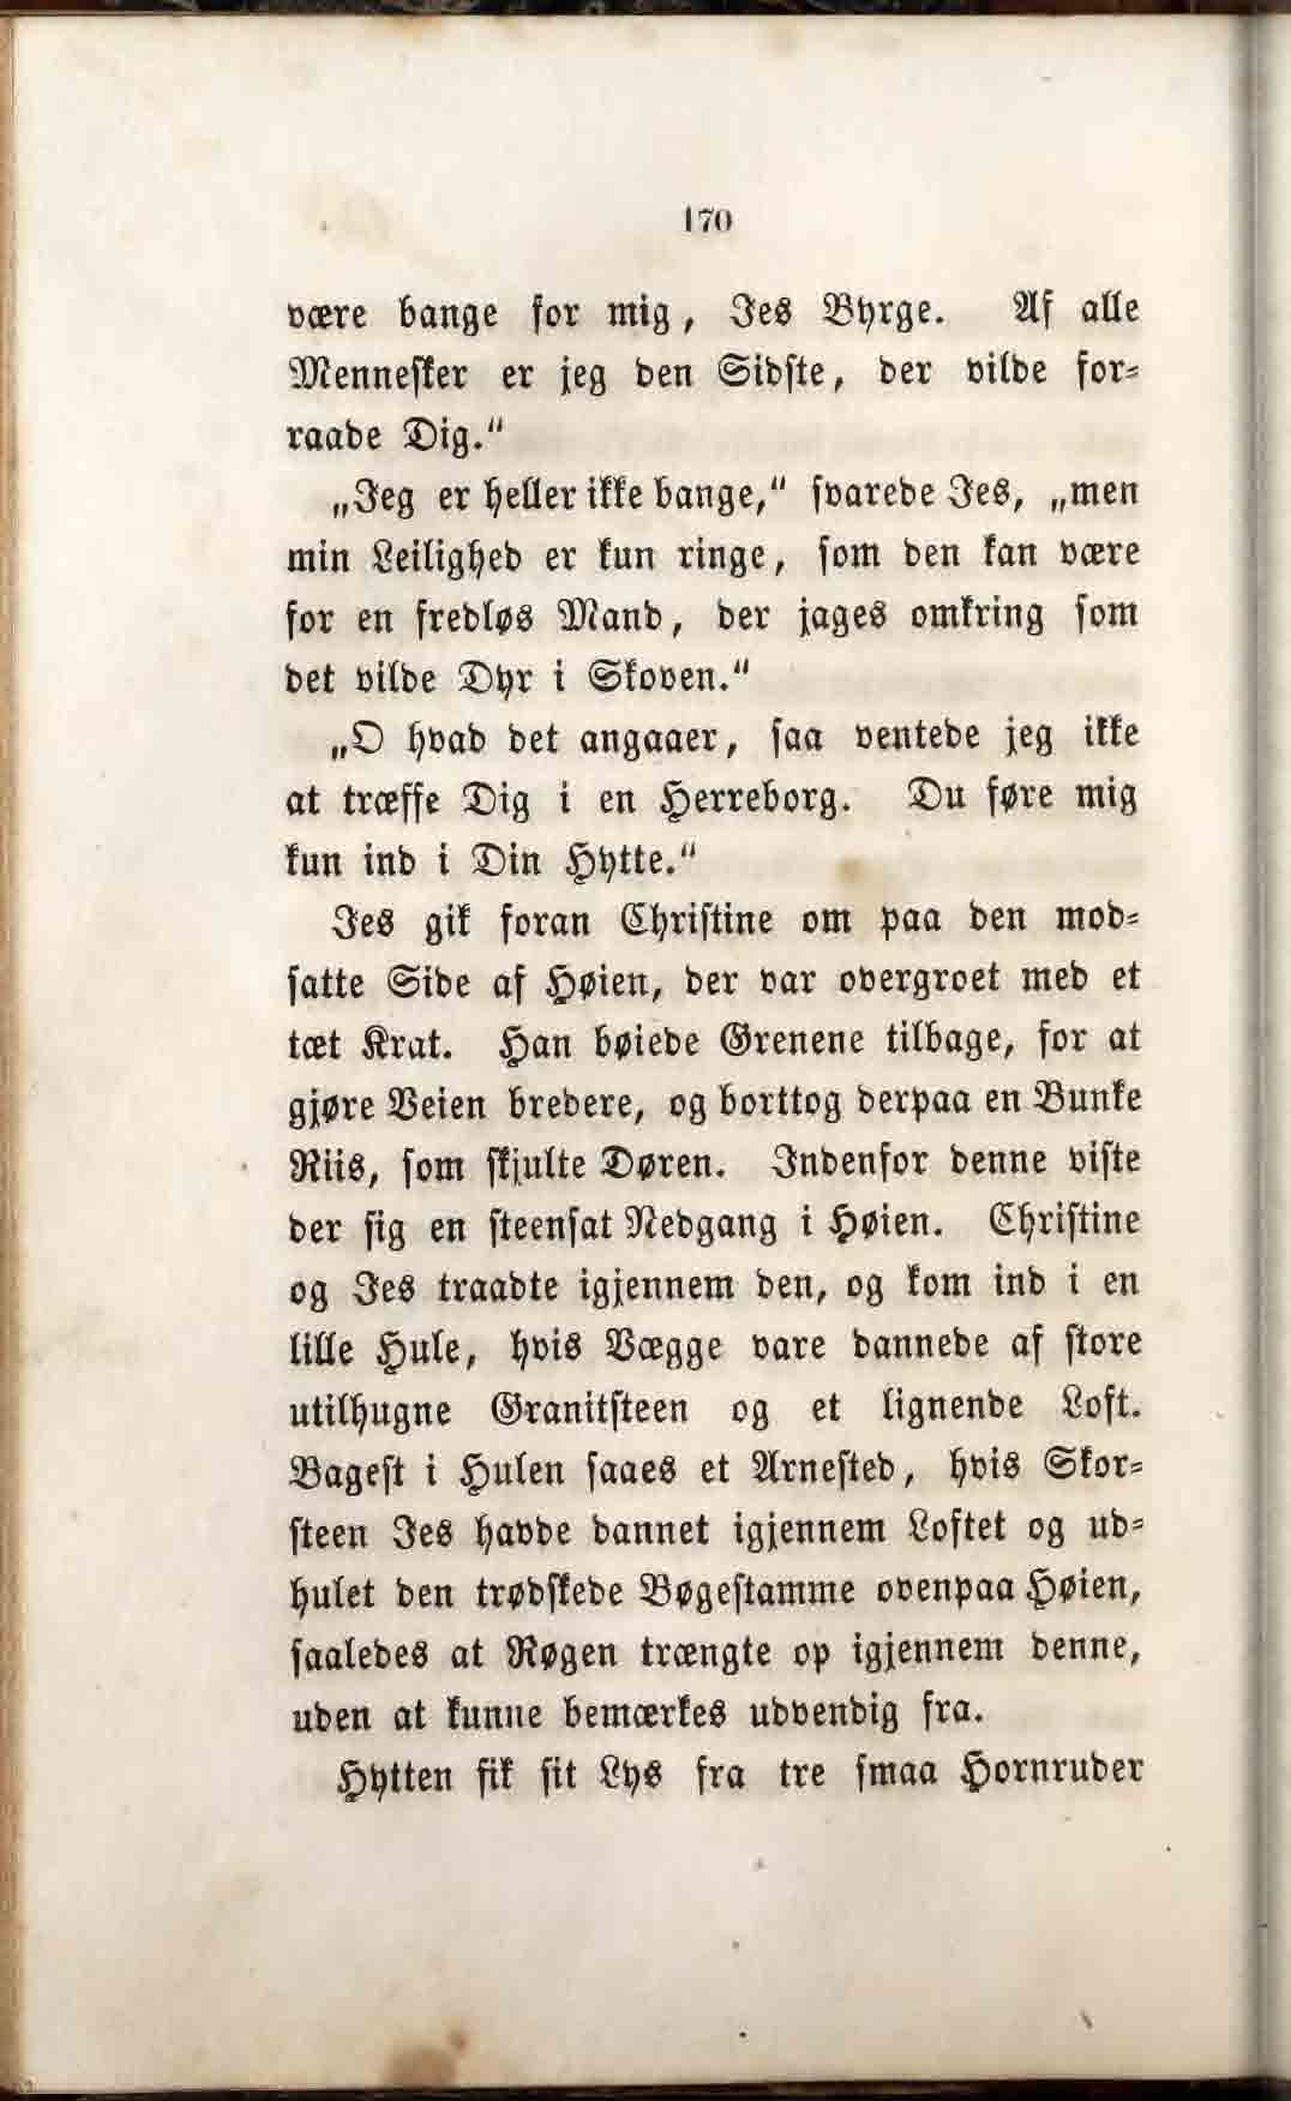 170
være bange for mig, Jes Byrge. Af alle
Mennesker er jeg den Sidste, der vilde for-
raade Dig."
„Jeg er heller ikke bange," svarede Jes, „men
min Leilighed er kun ringe, som den kan være
for en fredløs Mand, der jages omkring som
det vilde Dyr i Skoven."
„O hvad det angaaer, saa ventede jeg ikke
at træffe Dig i en Herreborg. Du føre mig
kun ind i Din Hytte."
Jes gik foran Christine om paa den mod-
satte Side af Høien, der var overgroet med et
tæt Krat. Han bøiede Grenene tilbage, for at
gjøre Veien bredere, og borttog derpaa en Bunke
Riis, som skjulte Døren. Indenfor denne viste
der sig en steensat Nedgang i Høien. Christine
og Jes traadte igjennem den, og kom ind i en
lille Hule, hvis Vægge vare dannede af store
utilhugne Granitsteen og et lignende Loft.
Bagest i Hulen saaes et Arnested, hvis Skor-
steen Jes havde dannet igjennem Loftet og ud-
hulet den trødskede Bøgestamme ovenpaa Høien,
saaledes at Røgen trængte op igjennem denne,
uden at kunne bemærkes udvendig fra.
Hytten fik sit Lys fra tre smaa Hornruder